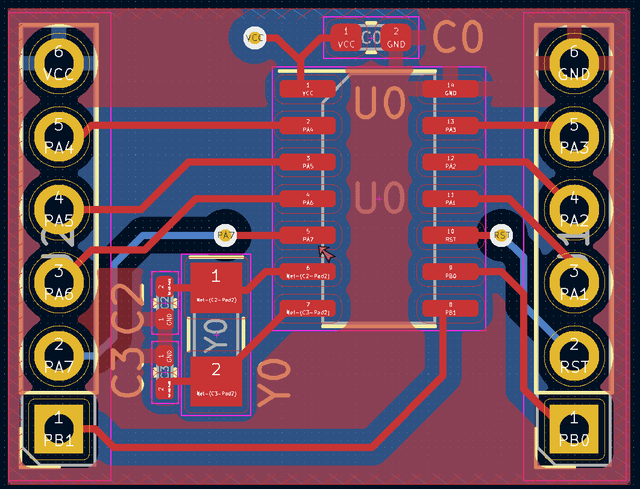 6
VCC
5
PA4
4
PA5
3
PA6
2
PA7
1
PB1
VCC
1
VCC
C0
2
GND
C0
U0
U0
1
VCC
2
PA4
3
PA5
4
PA6
5
PA7
6
Net-(C2-Pad2)
7
Net-(C3-Pad2)
14
GND
13
PA3
12
PA2
11
PA1
10
RST
9
PB0
8
PB1
PA7
RST
C2
2
C2
1
GND
C3
1
GND
C3
2
1
Net-(C2-Pad2)
Y0
2
Net-(C3-Pad2)
Y0
6
GND
5
PA3
4
PA2
3
PA1
2
RST
1
PB0